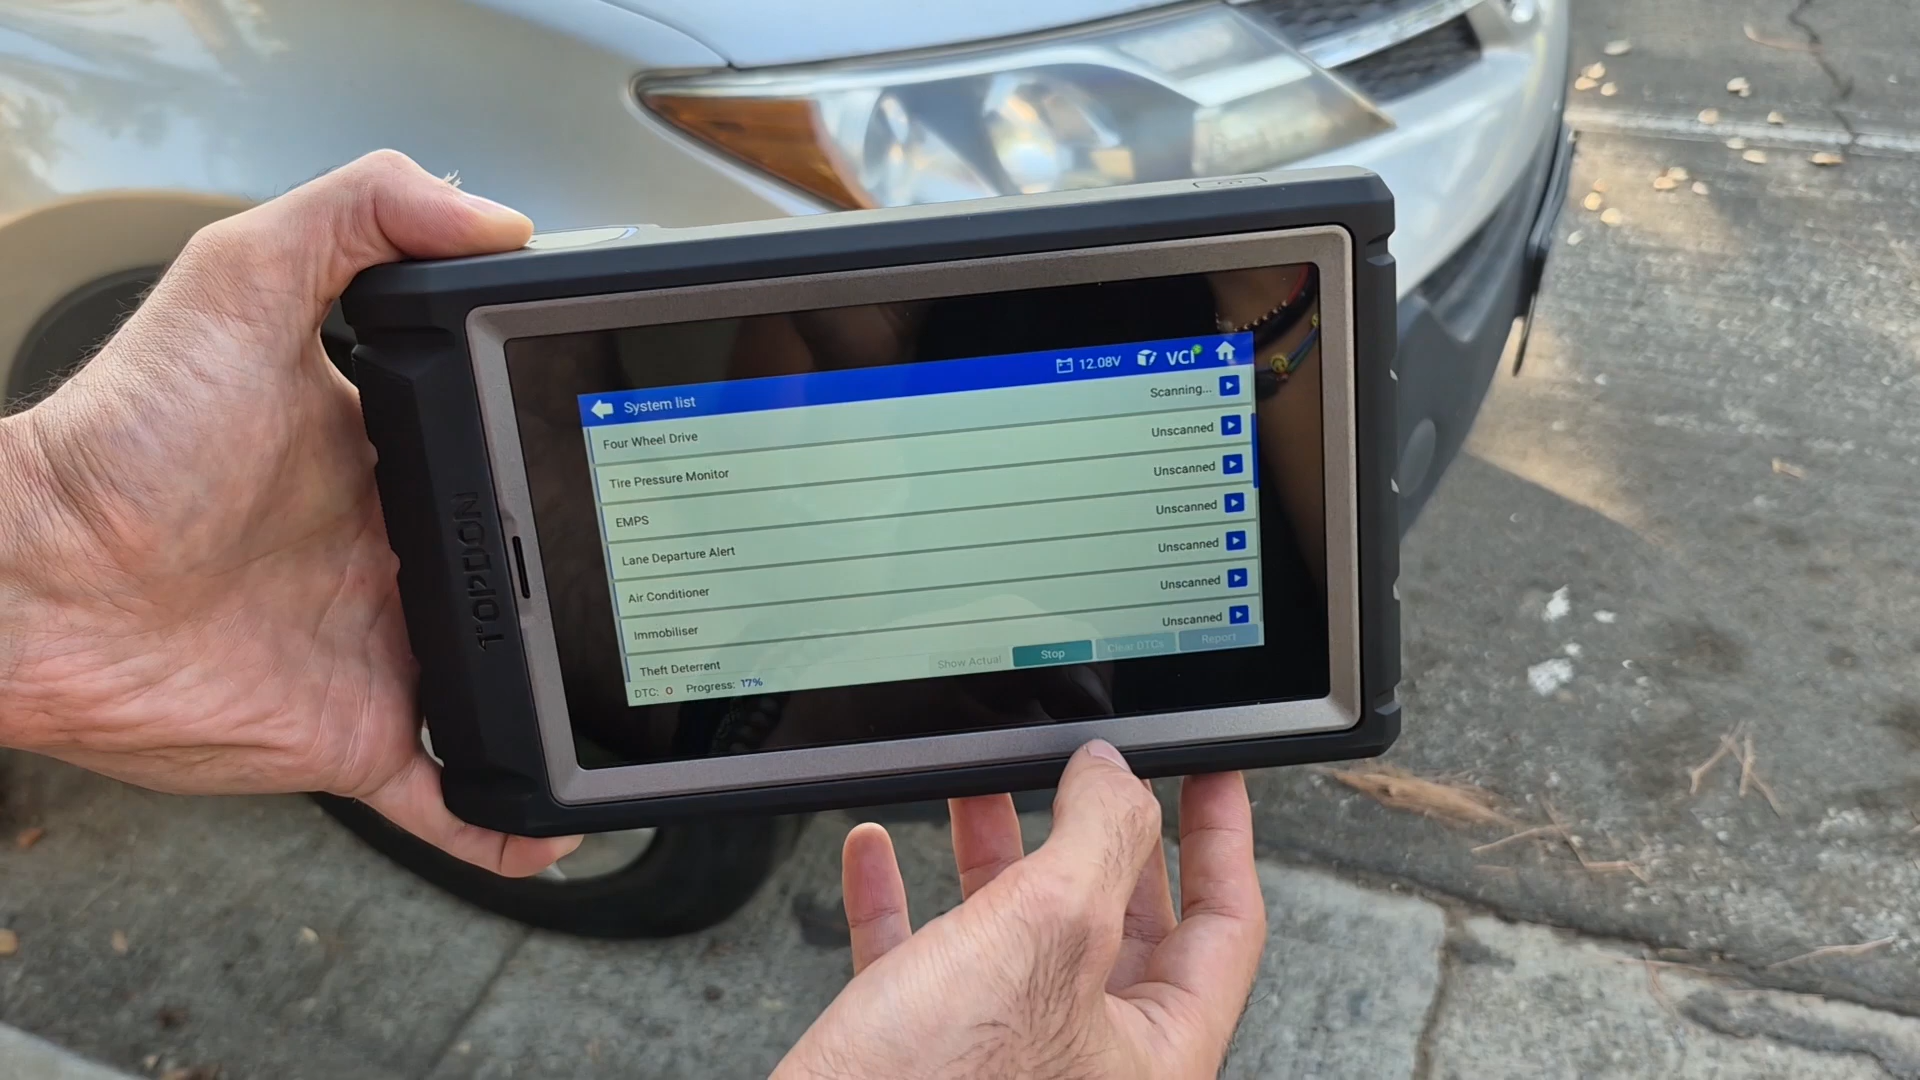 TOPDON
12.08V VCI
System list
Four Wheel Drive Scanning...
Tire Pressure Monitor Unscanned
EMPS Unscanned
Lane Departure Alert Unscanned
Air Conditioner Unscanned
Immobiliser Unscanned
Theft Deterrent Unscanned
Show Actual Stop Clear DTCs Report
DTC: 0 Progress: 17%